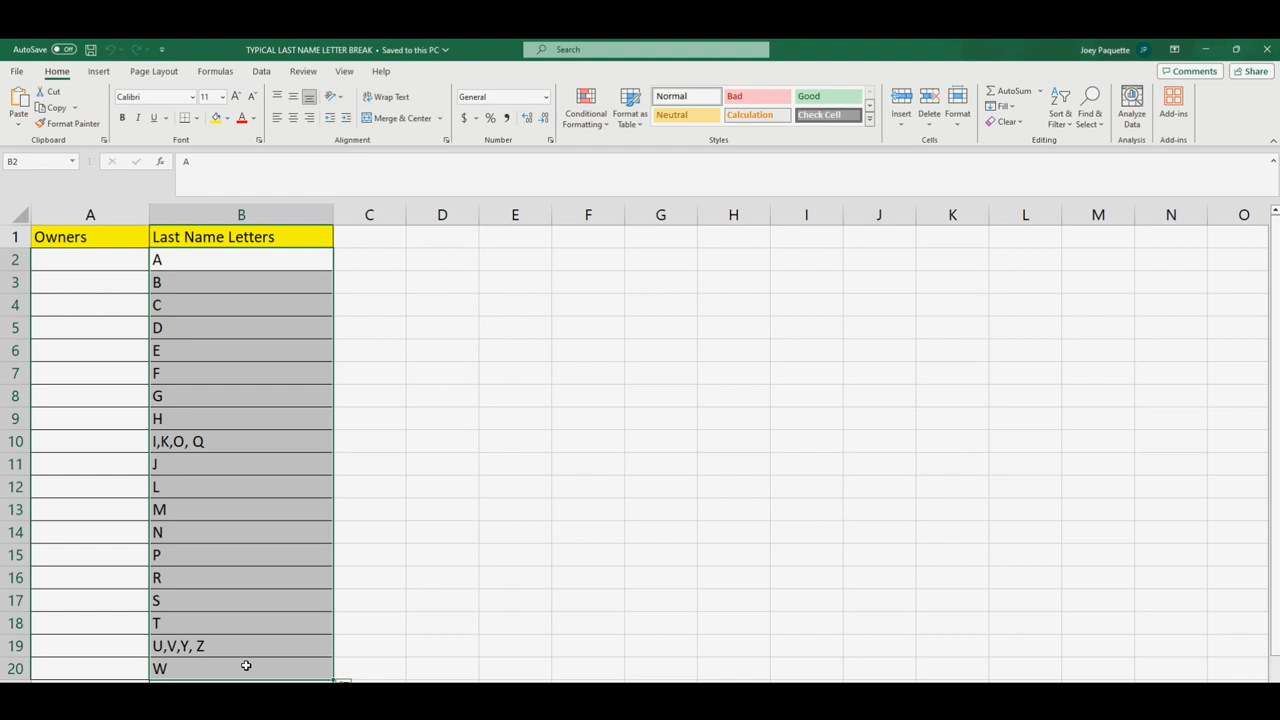 AutoSave Off TYPICAL LAST NAME LETTER BREAK • Saved to this PC Search Joey Paquette JP
File Home Insert Page Layout Formulas Data Review View Help Comments Share
Paste Cut Copy Format Painter Clipboard
Calibri 11 A A B I U A Font
Wrap Text Merge & Center Alignment
General $ % , Number
Conditional Formatting Format as Table Normal Bad Good Neutral Calculation Check Cell Styles
Insert Delete Format Cells
AutoSum Fill Clear Sort & Filter Find & Select Editing
Analyze Data Analysis
Add-ins Add-ins
B2 fx A
A B C D E F G H I J K L M N O
1 Owners Last Name Letters
2 A
3 B
4 C
5 D
6 E
7 F
8 G
9 H
10 I,K,O, Q
11 J
12 L
13 M
14 N
15 P
16 R
17 S
18 T
19 U,V,Y, Z
20 W